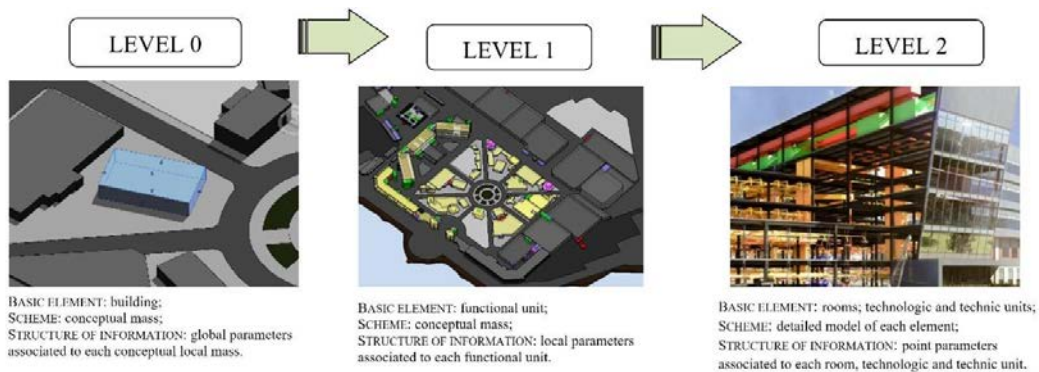 LEVEL 0
LEVEL 1
LEVEL 2
BASIC ELEMENT: building;
SCHEME: conceptual mass;
STRUCTURE OF INFORMATION: global parameters
associated to each conceptual local mass.
BASIC ELEMENT: functional unit;
SCHEME: conceptual mass;
STRUCTURE OF INFORMATION: local parameters
associated to each functional unit.
BASIC ELEMENT: rooms; technologic and technic units;
SCHEME: detailed model of each element;
STRUCTURE OF INFORMATION: point parameters
associated to each room, technologic and technic unit.